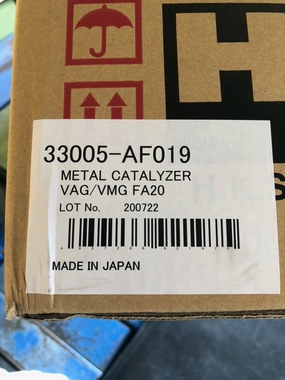 H
33005-AF019
METAL CATALYZER
VAG/VMG FA20
H.K.S
LOT No. 200722
MADE IN JAPAN